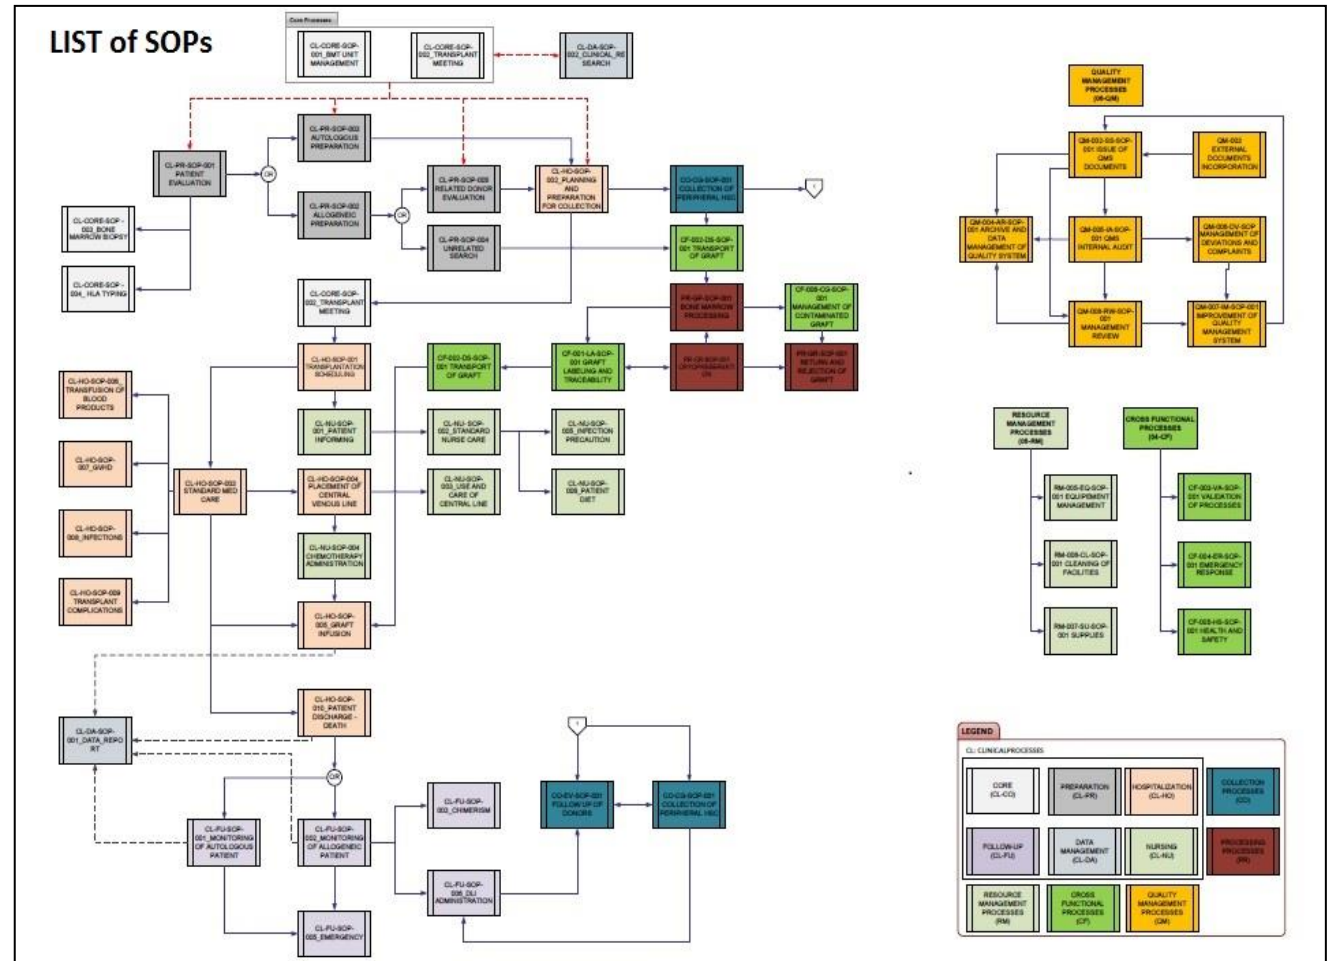 LIST of SOPs
Core Processes
CL-CORE-SOP-
001_BMT UNIT
MANAGEMENT
CL-CORE-SOP-
002_TRANSPLANT
MEETING
CL-DA-SOP-
002_CLINICAL_RE
SEARCH
CL-PR-SOP-001
PATIENT
EVALUATION
OR
CL-PR-SOP-003
AUTOLOGOUS
PREPARATION
CL-PR-SOP-002
ALLOGENEIC
PREPARATION
OR
CL-PR-SOP-005
RELATED DONOR
EVALUATION
CL-PR-SOP-004
UNRELATED
SEARCH
CL-HO-SOP-
002_PLANNING
AND
PREPARATION
FOR COLLECTION
CO-CG-SOP-001
COLLECTION OF
PERIPHERAL HSC
1
CL-CORE-SOP -
003_BONE
MARROW BIOPSY
CL-CORE-SOP -
004_ HLA TYPING
CF-002-DS-SOP-
001 TRANSPORT
OF GRAFT
CL-CORE-SOP-
002_TRANSPLANT
MEETING
PR-GP-SOP-001
BONE MARROW
PROCESSING
CF-006-CG-SOP-
001
MANAGEMENT OF
CONTAMINATED
GRAFT
CL-HO-SOP-001
TRANSPLANTATION
SCHEDULING
CF-002-DS-SOP-
001 TRANSPORT
OF GRAFT
CF-001-LA-SOP-
001 GRAFT
LABELING AND
TRACEABILITY
PR-CR-SOP-001
CRYOPRESERVATI
ON
PR-GR-SOP-001
RETURN AND
REJECTION OF
GRAFT
CL-HO-SOP-006_
TRANSFUSION OF
BLOOD
PRODUCTS
CL-HO-SOP-
007_GVHD
CL-HO-SOP-
008_INFECTIONS
CL-HO-SOP-009
TRANSPLANT
COMPLICATIONS
CL-HO-SOP-003
STANDARD MED
CARE
CL-NU-SOP-
001_PATIENT
INFORMING
CL-NU- SOP-
002_STANDARD
NURSE CARE
CL-NU-SOP-
005_INFECTION
PRECAUTION
CL-HO-SOP-004_
PLACEMENT OF
CENTRAL
VENOUS LINE
CL-NU-SOP-
003_USE AND
CARE OF
CENTRAL LINE
CL-NU-SOP-
006_PATIENT
DIET
CL-NU-SOP-004
CHEMOTHERAPY
ADMINISTRATION
CL-HO-SOP-
005_GRAFT
INFUSION
CL-HO-SOP-
010_PATIENT
DISCHARGE -
DEATH
CL-DA-SOP-
001_DATA_REPO
RT
OR
CL-FU-SOP-
001_MONITORING
OF AUTOLOGOUS
PATIENT
CL-FU-SOP-
002_MONITORING
OF ALLOGENEIC
PATIENT
CL-FU-SOP-
003_CHIMERISM
CL-FU-SOP-
006_DLI
ADMINISTRATION
CL-FU-SOP-
005_EMERGENCY
1
CO-EV-SOP-001
FOLLOW UP OF
DONORS
CO-CG-SOP-001
COLLECTION OF
PERIPHERAL HSC
QUALITY
MANAGEMENT
PROCESSES
(06-QM)
QM-002-SS-SOP-
001 ISSUE OF
QMS
DOCUMENTS
QM-003
EXTERNAL
DOCUMENTS
INCORPORATION
QM-004-AR-SOP-
001 ARCHIVE AND
DATA
MANAGEMENT OF
QUALITY SYSTEM
QM-005-IA-SOP-
001 QMS
INTERNAL AUDIT
QM-006-DV-SOP
MANAGEMENT OF
DEVIATIONS AND
COMPLAINTS
QM-008-RW-SOP-
001
MANAGEMENT
REVIEW
QM-007-IM-SOP-001
IMPROVEMENT OF
QUALITY
MANAGEMENT
SYSTEM
RESOURCE
MANAGEMENT
PROCESSES
(05-RM)
CROSS FUNCTIONAL
PROCESSES
(04-CF)
RM-005-EQ-SOP-
001 EQUIPEMENT
MANAGEMENT
RM-006-CL-SOP-
001 CLEANING OF
FACILITIES
RM-007-SU-SOP-
001 SUPPLIES
CF-003-VA-SOP-
001 VALIDATION
OF PROCESSES
CF-004-ER-SOP-
001 EMERGENCY
RESPONSE
CF-005-HS-SOP-
001 HEALTH AND
SAFETY
LEGEND
CL: CLINICALPROCESSES
CORE
(CL-CO)
PREPARATION
(CL-PR)
HOSPITALIZATION
(CL-HO)
COLLECTION
PROCESSES
(CO)
FOLLOW-UP
(CL-FU)
DATA
MANAGEMENT
(CL-DA)
NURSING
(CL-NU)
PROCESSING
PROCESSES
(PR)
RESOURCE
MANAGEMENT
PROCESSES
(RM)
CROSS
FUNCTIONAL
PROCESSES
(CF)
QUALITY
MANAGEMENT
PROCESSES
(QM)